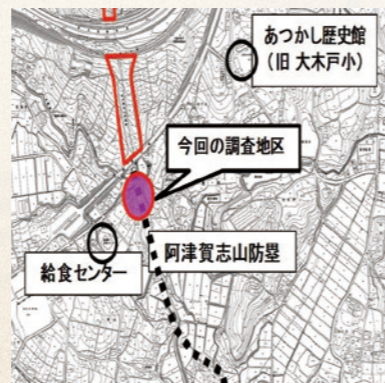 あつかし歴史館
(旧 大木戸小)
今回の調査地区
阿津賀志山防塁
給食センター